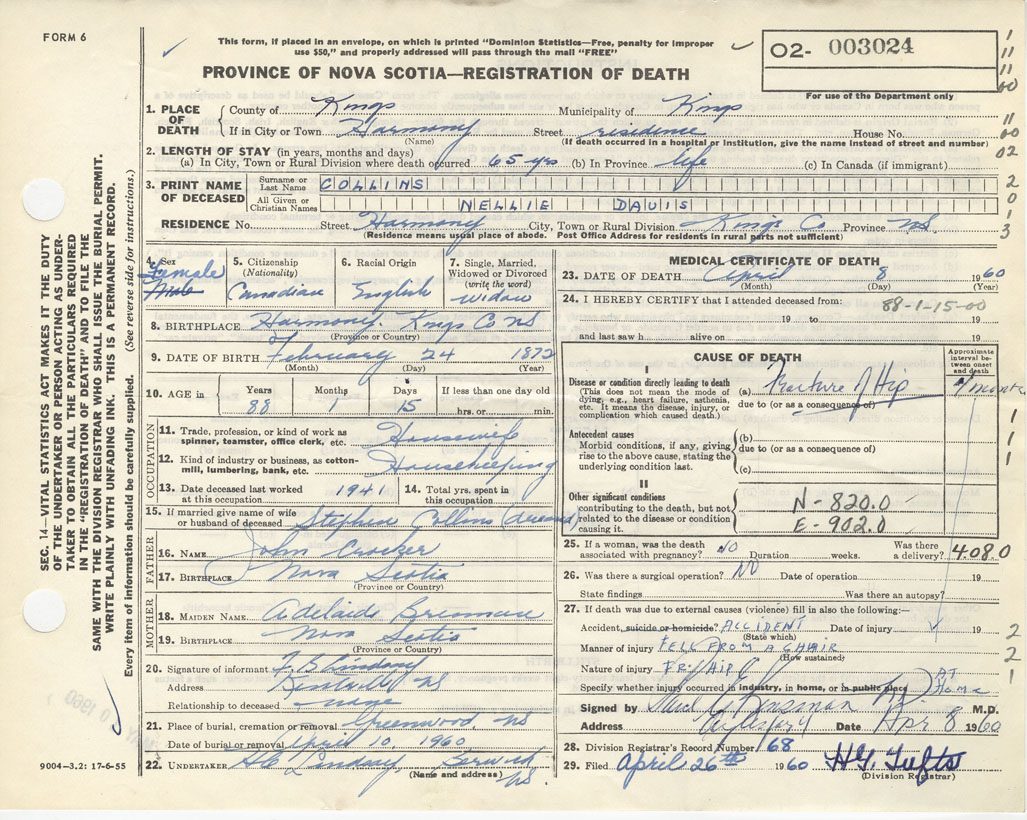 FORM 6
This form, if placed in an envelope, on which is printed "Dominion Statistics—Free, penalty for improper
use $50," and properly addressed will pass through the mail "FREE"
PROVINCE OF NOVA SCOTIA—REGISTRATION OF DEATH
O2- 003024
For use of the Department only
1. PLACE OF DEATH
County of Kings Municipality of Kings
If in City or Town Harmony Street residence House No.
(Name) (If death occurred in a hospital or institution, give the name instead of street and number)
2. LENGTH OF STAY (in years, months and days)
(a) In City, Town or Rural Division where death occurred 65 yrs (b) In Province life (c) In Canada (if immigrant)
3. PRINT NAME OF DECEASED
Surname or Last Name COLLINS
All Given or Christian Names NELLIE DAVIS
RESIDENCE No. Street Harmony City, Town or Rural Division Kings Co Province NS
(Residence means usual place of abode. Post Office Address for residents in rural parts not sufficient)
4. Sex Female Male
5. Citizenship (Nationality) Canadian
6. Racial Origin English
7. Single, Married, Widowed or Divorced (write the word) widow
8. BIRTHPLACE Harmony. Kings Co NS
(Province or Country)
9. DATE OF BIRTH February 24 1872
(Month) (Day) (Year)
10. AGE in Years 88 Months 1 Days 15 If less than one day old hrs. or min.
OCCUPATION
11. Trade, profession, or kind of work as spinner, teamster, office clerk, etc. Housewife
12. Kind of industry or business, as cotton-mill, lumbering, bank, etc. Housekeeping
13. Date deceased last worked at this occupation 1941
14. Total yrs. spent in this occupation
15. If married give name of wife or husband of deceased Stephen Collins (deceased)
FATHER
16. NAME John Crocker
17. BIRTHPLACE Nova Scotia
(Province or Country)
MOTHER
18. MAIDEN NAME Adelaide
19. BIRTHPLACE Nova Scotia
(Province or Country)
20. Signature of informant F. B. Lindsay
Address Kentville NS
Relationship to deceased
21. Place of burial, cremation or removal Greenwood NS
Date of burial or removal April 10, 1960
22. UNDERTAKER Lindsay Berwick NS
(Name and address)
9004—3.2: 17-6-55
MEDICAL CERTIFICATE OF DEATH
23. DATE OF DEATH April 8 1960
(Month) (Day) (Year)
24. I HEREBY CERTIFY that I attended deceased from:
88-1-15-00
19 to 19
and last saw h alive on 19
CAUSE OF DEATH
Approximate interval between onset and death
I
Disease or condition directly leading to death
(This does not mean the mode of dying, e.g., heart failure, asthenia, etc. It means the disease, injury, or complication which caused death.)
(a) Fracture of Hip
due to (or as a consequence of)
Antecedent causes
Morbid conditions, if any, giving rise to the above cause, stating the underlying condition last.
(b)
due to (or as a consequence of)
(c)
II
Other significant conditions
contributing to the death, but not related to the disease or condition causing it.
N - 820.0
E - 902.0
25. If a woman, was the death associated with pregnancy? NO Duration weeks. Was there a delivery? 408.0
26. Was there a surgical operation? NO Date of operation 19
State findings Was there an autopsy?
27. If death was due to external causes (violence) fill in also the following:—
Accident, suicide or homicide? ACCIDENT Date of injury 19
(State which)
Manner of injury FELL FROM A CHAIR
(How sustained)
Nature of injury FR. HIP
Specify whether injury occurred in industry, in home, or in public place AT Home
Signed by M.D.
Address Aylesford Date Apr 8 1960
28. Division Registrar's Record Number 68
29. Filed April 26th 1960 H.G. Tufts
(Division Registrar)
SEC. 14—VITAL STATISTICS ACT MAKES IT THE DUTY
OF THE UNDERTAKER OR PERSON ACTING AS UNDER-
TAKER TO OBTAIN ALL THE PARTICULARS REQUIRED
IN THE "REGISTRATION OF DEATH" AND TO FILE THE
SAME WITH THE DIVISION REGISTRAR WHO SHALL ISSUE THE BURIAL PERMIT.
WRITE PLAINLY WITH UNFADING INK. THIS IS A PERMANENT RECORD.
Every item of information should be carefully supplied. (See reverse side for instructions.)